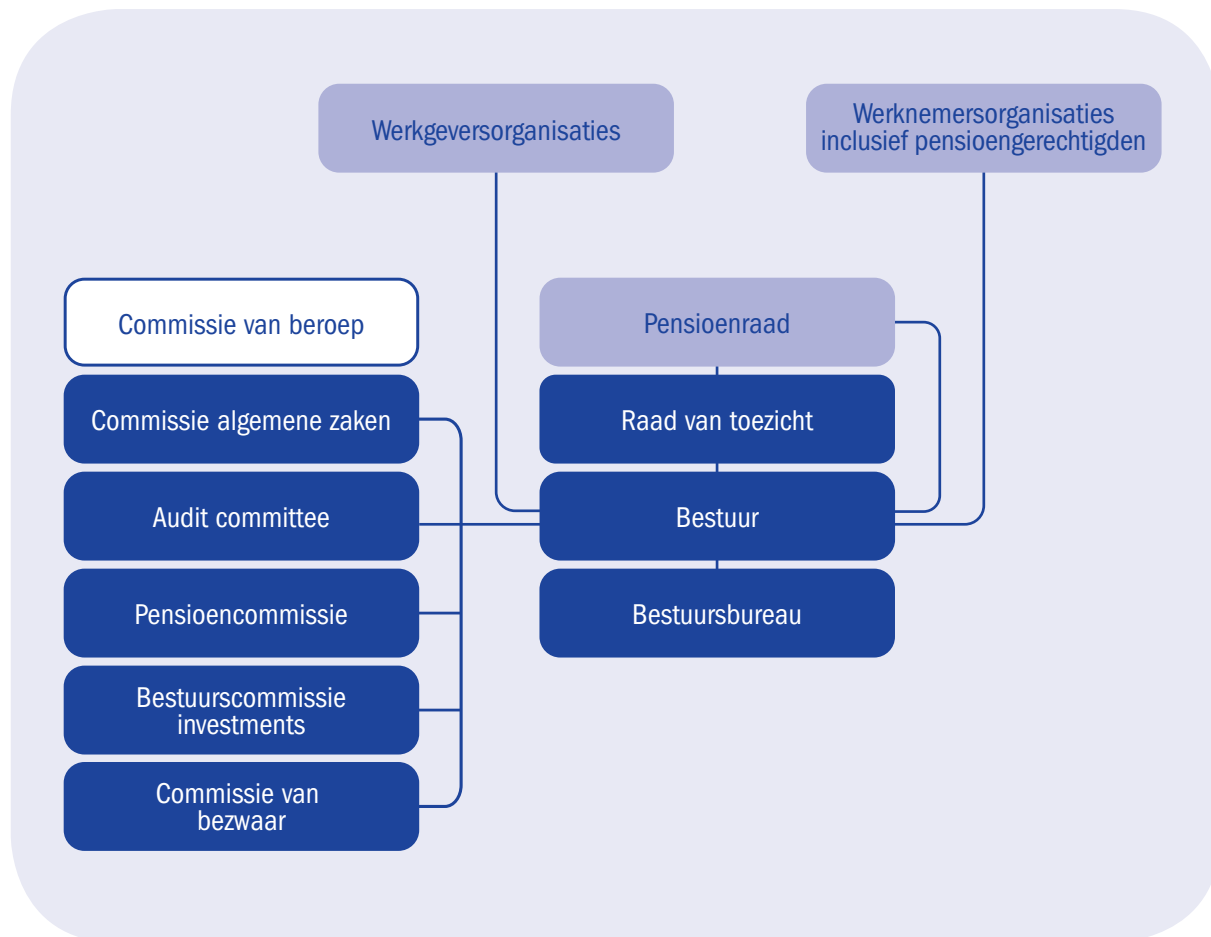 Werkgeversorganisaties
Werknemersorganisaties
inclusief pensioengerechtigden
Commissie van beroep
Pensioenraad
Commissie algemene zaken
Raad van toezicht
Audit committee
Bestuur
Pensioencommissie
Bestuursbureau
Bestuurscommissie
investments
Commissie van
bezwaar